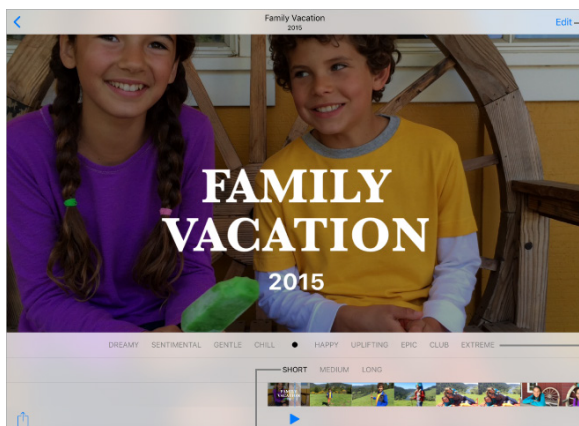 Family Vacation
2015
Edit
FAMILY
VACATION
2015
DREAMY SENTIMENTAL GENTLE CHILL HAPPY UPLIFTING EPIC CLUB EXTREME
SHORT MEDIUM LONG